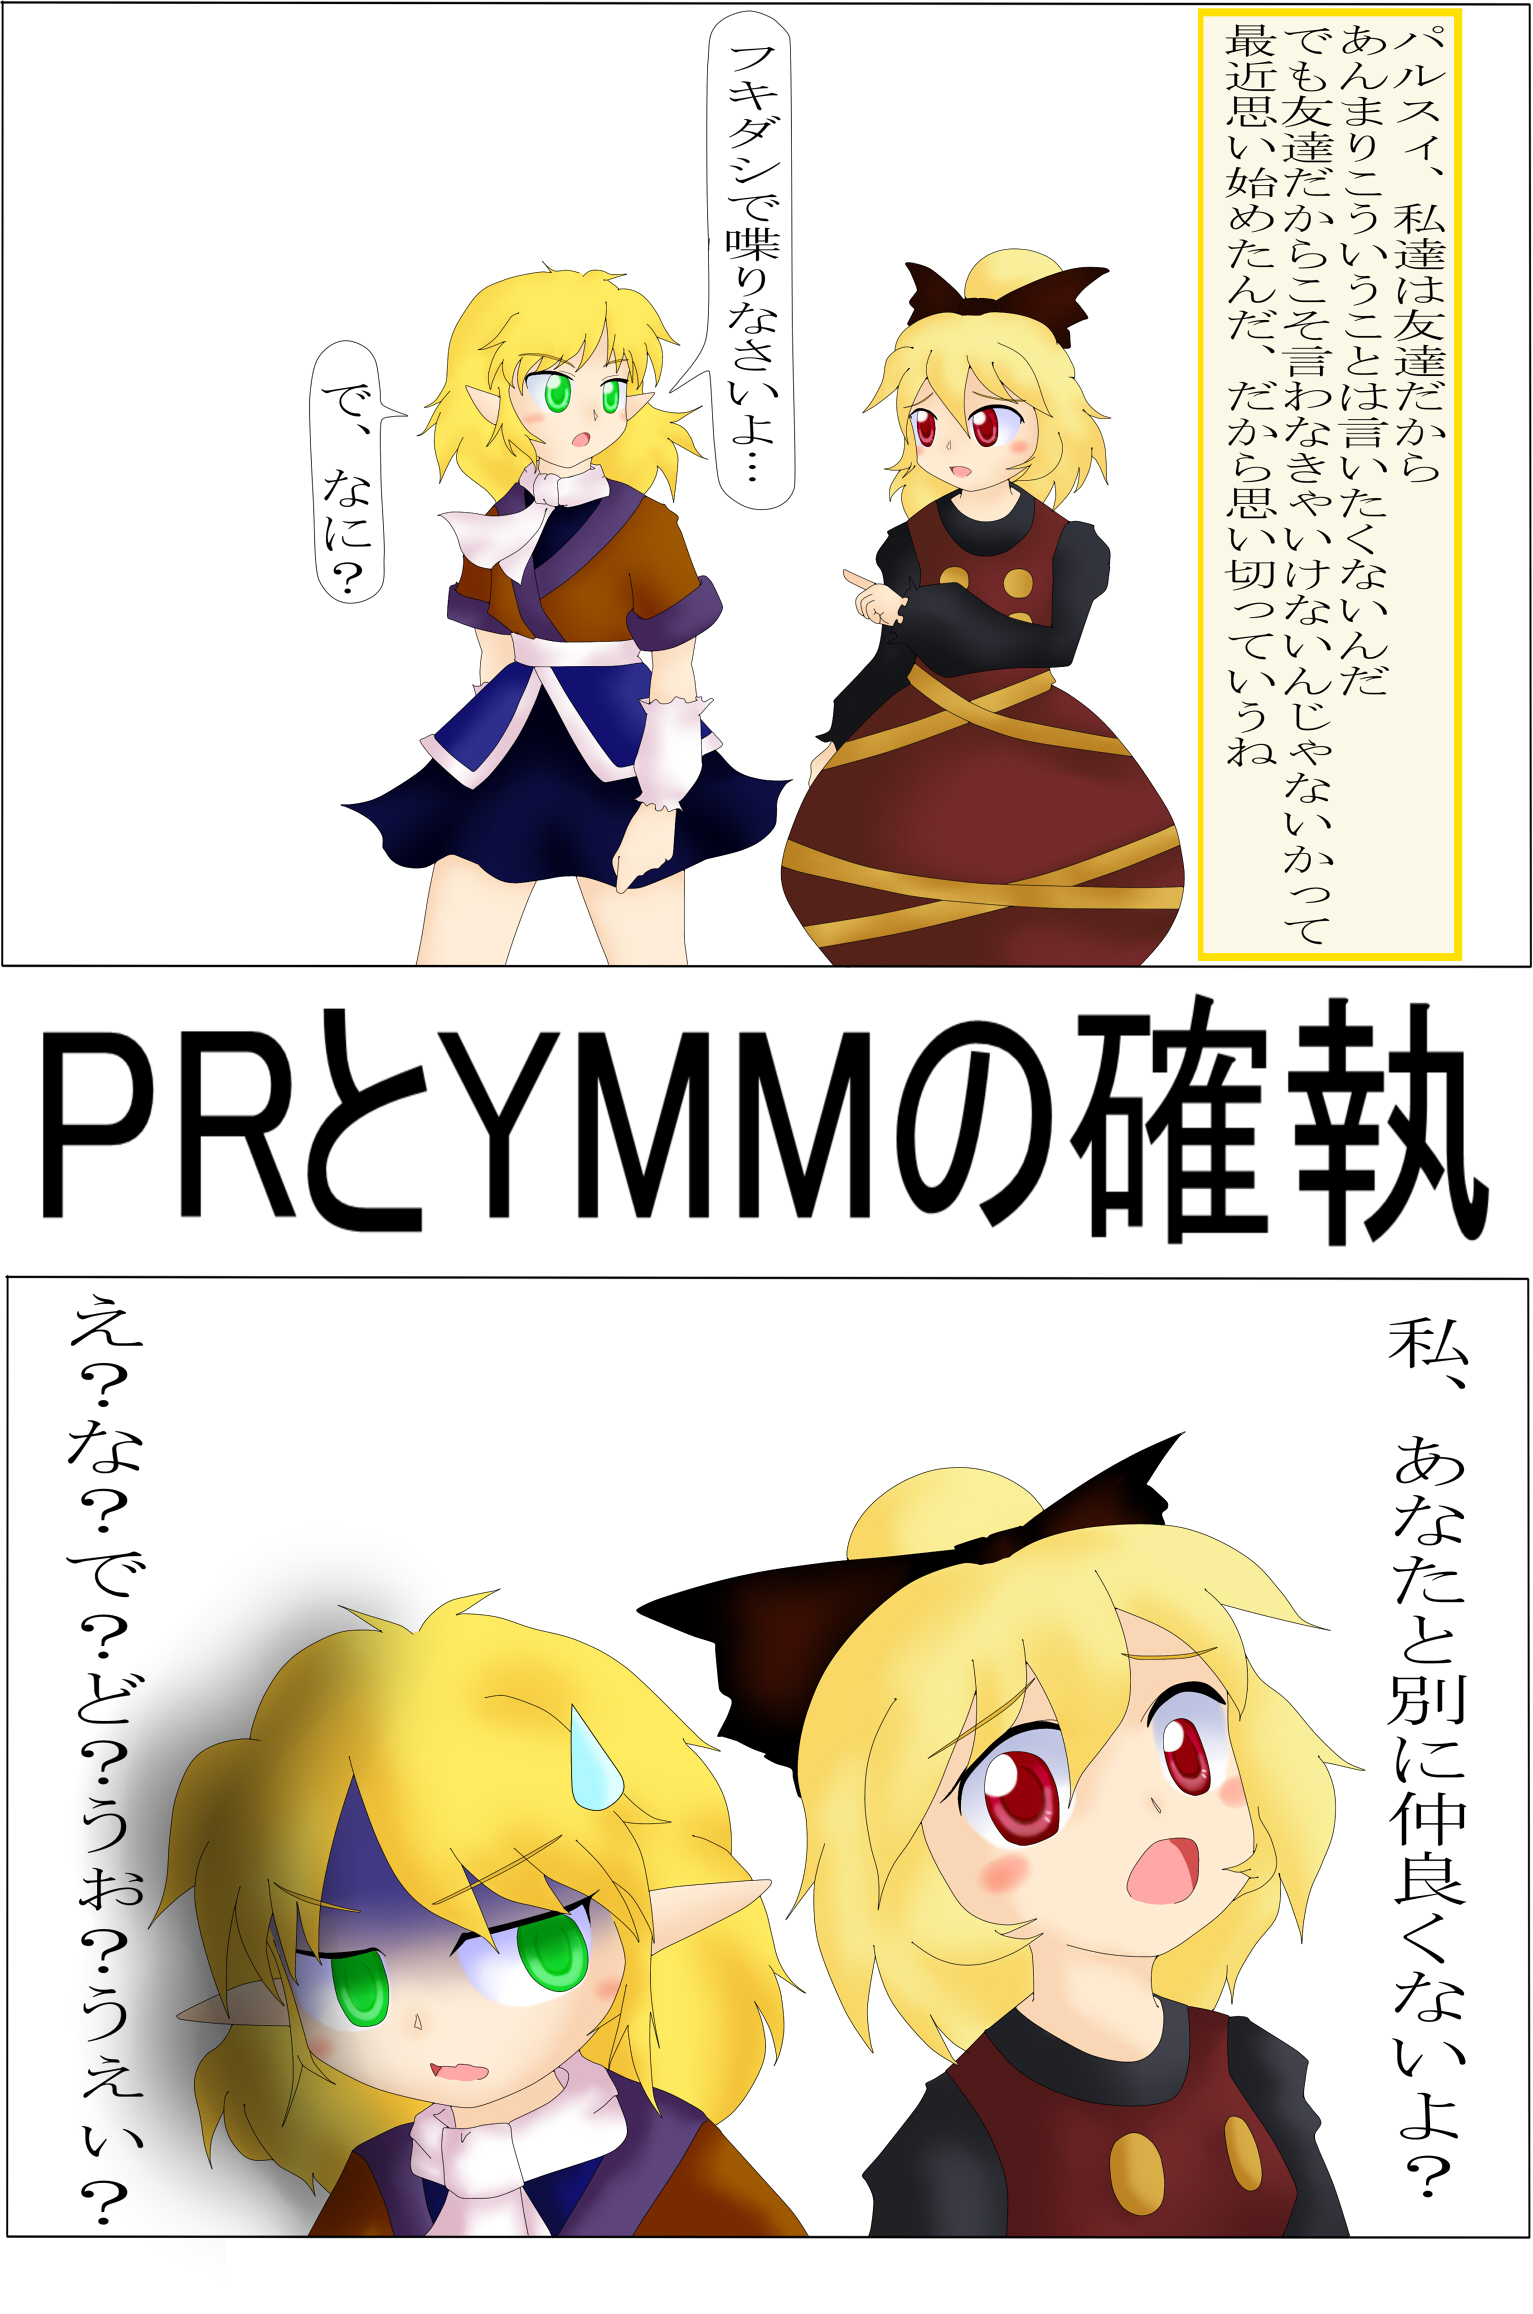 パルスィ、私達は友達だから
あんまりこういうことは言いたくないんだ
でも友達だからこそ言わなきゃいけないんじゃないかって
最近思い始めたんだ、だから思い切っていうね
フキダシで喋りなさいよ…
で、なに？
PRとYMMの確執
私、あなたと別に仲良くないよ？
え？な？で？ど？うお？うぇぃ？